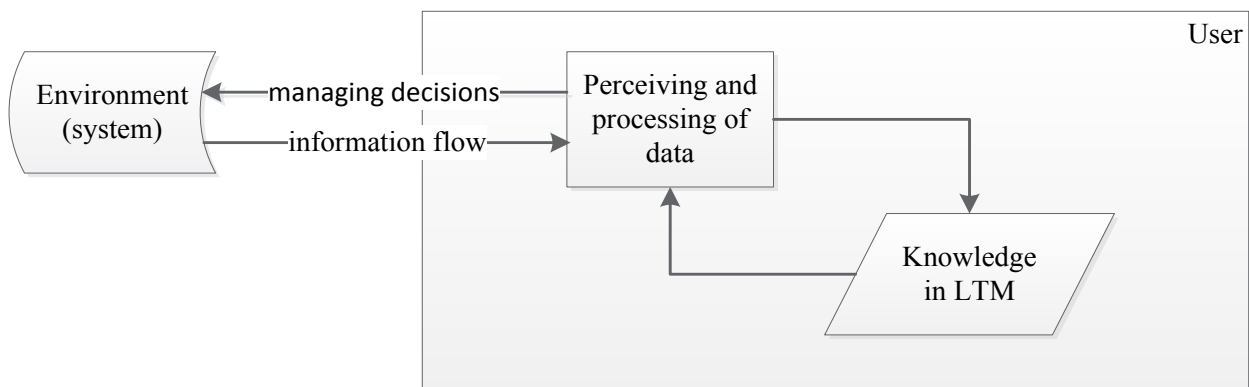 User
Environment
(system)
managing decisions
information flow
Perceiving and
processing of
data
Knowledge
in LTM